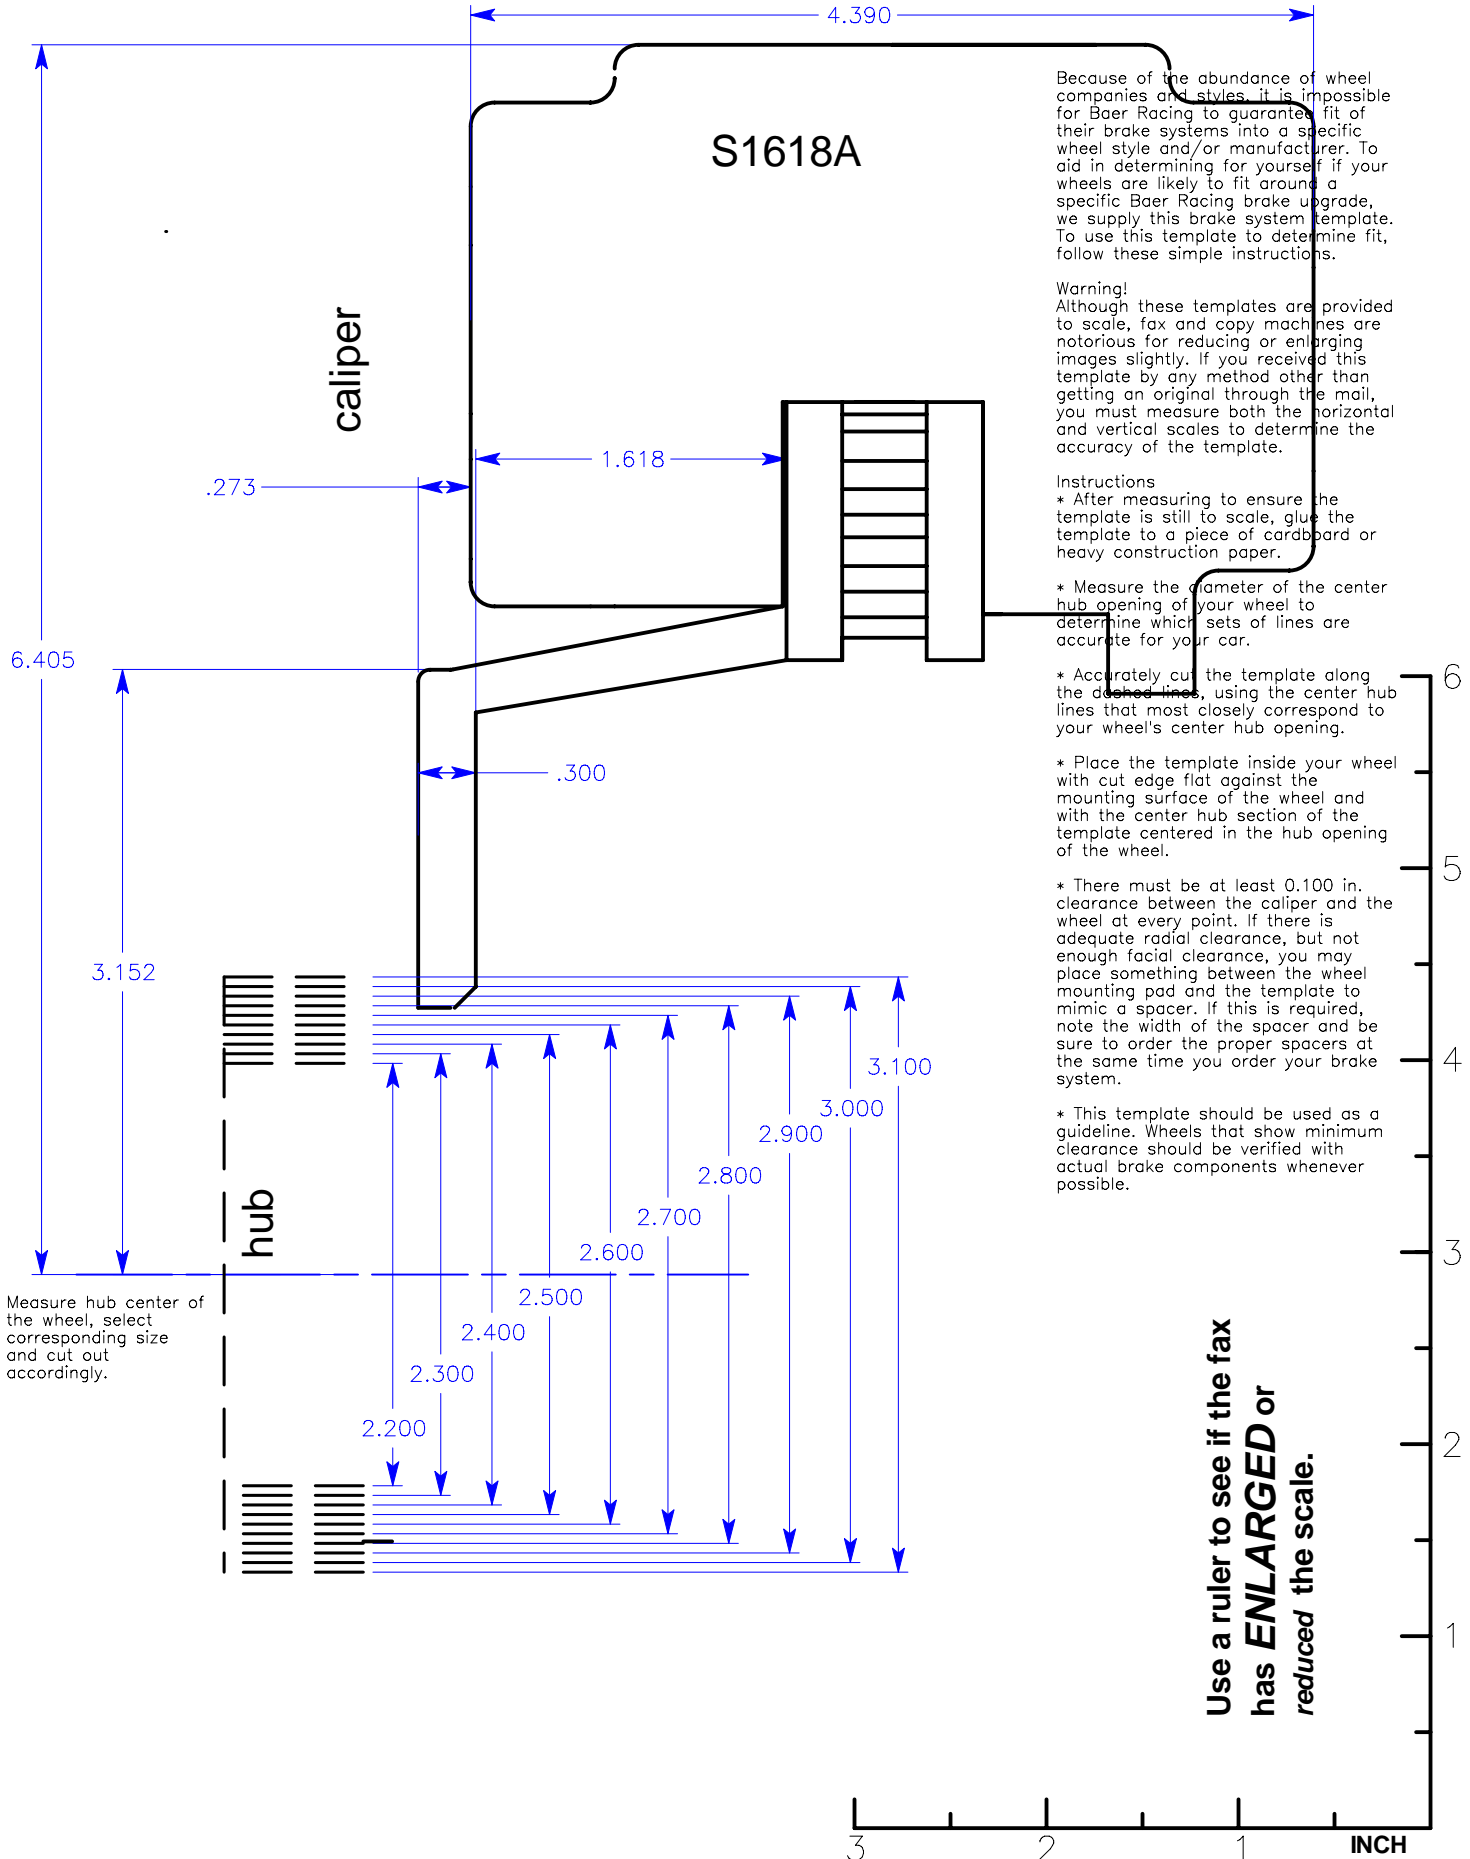 4.390
S1618A
Because of the abundance of wheel
companies and styles, it is impossible
for Baer Racing to guarantee fit of
their brake systems into a specific
wheel style and/or manufacturer. To
aid in determining for yourself if your
wheels are likely to fit around a
specific Baer Racing brake upgrade,
we supply this brake system template.
To use this template to determine fit,
follow these simple instructions.
Warning!
Although these templates are provided
to scale, fax and copy machines are
notorious for reducing or enlarging
images slightly. If you received this
template by any method other than
getting an original through the mail,
you must measure both the horizontal
and vertical scales to determine the
accuracy of the template.
Instructions
* After measuring to ensure the
template is still to scale, glue the
template to a piece of cardboard or
heavy construction paper.
* Measure the diameter of the center
hub opening of your wheel to
determine which sets of lines are
accurate for your car.
* Accurately cut the template along
the dashed lines, using the center hub
lines that most closely correspond to
your wheel's center hub opening.
* Place the template inside your wheel
with cut edge flat against the
mounting surface of the wheel and
with the center hub section of the
template centered in the hub opening
of the wheel.
* There must be at least 0.100 in.
clearance between the caliper and the
wheel at every point. If there is
adequate radial clearance, but not
enough facial clearance, you may
place something between the wheel
mounting pad and the template to
mimic a spacer. If this is required,
note the width of the spacer and be
sure to order the proper spacers at
the same time you order your brake
system.
* This template should be used as a
guideline. Wheels that show minimum
clearance should be verified with
actual brake components whenever
possible.
caliper
1.618
.273
6.405
.300
3.152
3.100
3.000
2.900
2.800
2.700
2.600
2.500
2.400
2.300
2.200
hub
Measure hub center of
the wheel, select
corresponding size
and cut out
accordingly.
Use a ruler to see if the fax
has ENLARGED or
reduced the scale.
6
5
4
3
2
1
3
2
1
INCH